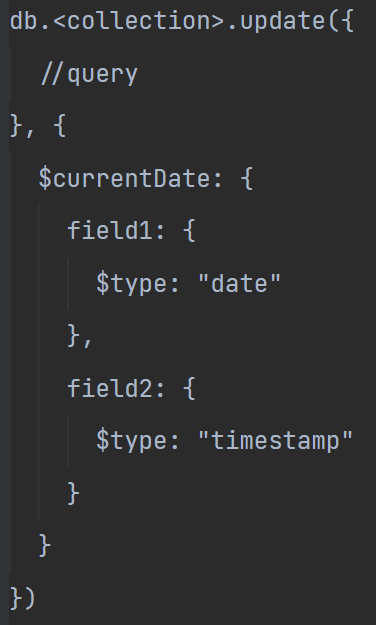 db.<collection>.update({
  //query
}, {
  $currentDate: {
    field1: {
      $type: "date"
    },
    field2: {
      $type: "timestamp"
    }
  }
})